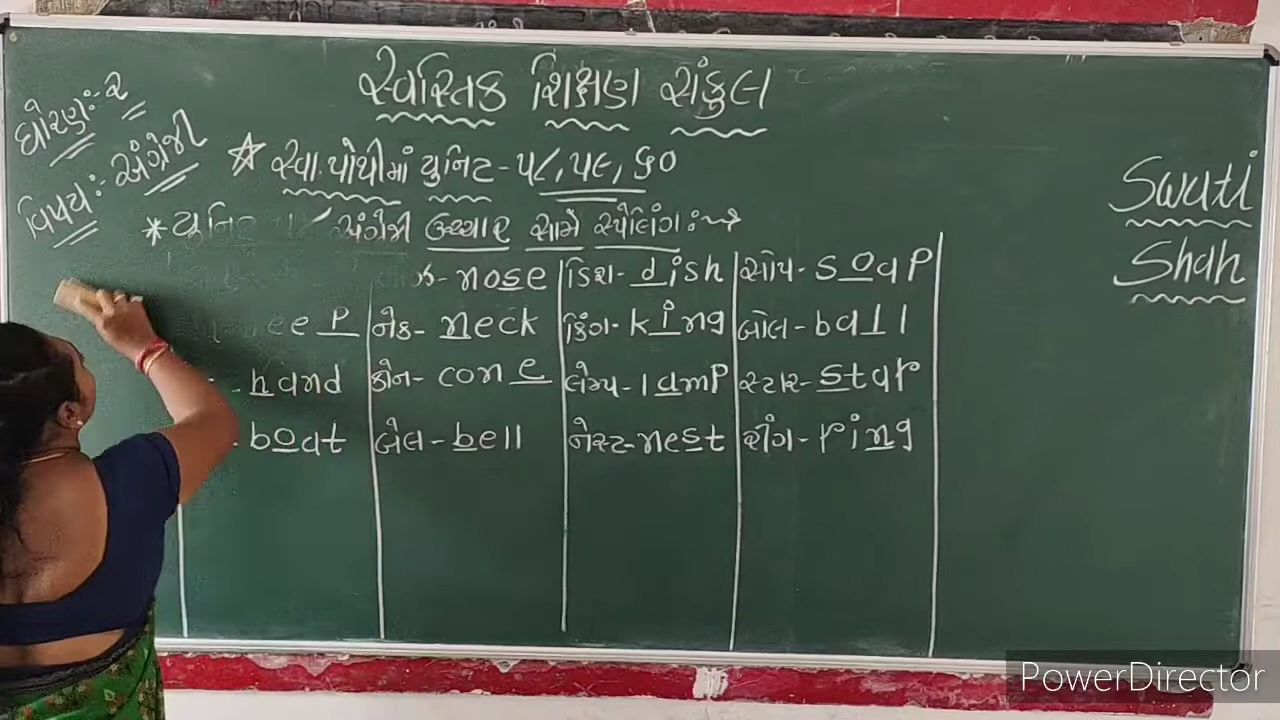 સ્વસ્તિક શિક્ષણ સંકુલ
ધોરણ:- ૨
વિષય:- અંગ્રેજી
☆ સ્વા.પોથીમાં યુનિટ - ૫૮, ૫૯, ૬૦
Swati
Shah
* યુનિટ અંગ્રેજી ઉચ્ચાર સામે સ્પેલિંગ:-→
ઝ - nose ડિશ - dish સોપ - soap
eep નેક - neck કિંગ - king બોલ - ball
- hand કોન - cone લેમ્પ - lamp સ્ટાર - star
- boat બેલ - bell નેસ્ટ - nest રીંગ - ring
PowerDirector